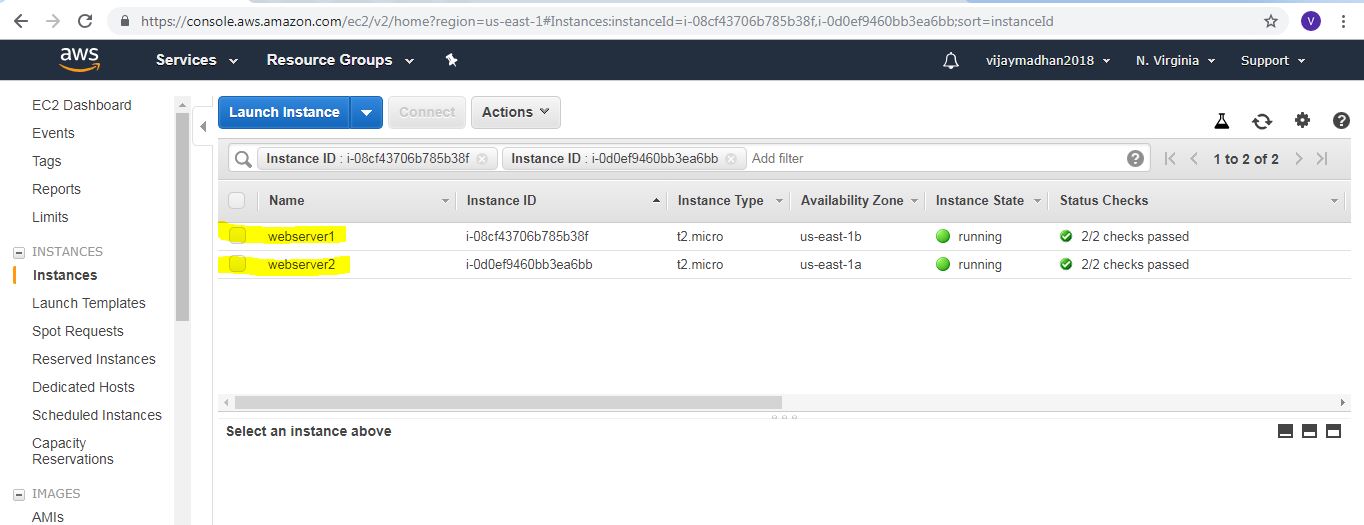 https://console.aws.amazon.com/ec2/v2/home?region=us-east-1#Instances:instanceId=i-08cf43706b785b38f,i-0d0ef9460bb3ea6bb;sort=instanceId
V
aws Services Resource Groups vijaymadhan2018 N. Virginia Support
EC2 Dashboard
Events
Tags
Reports
Limits
INSTANCES
Instances
Launch Templates
Spot Requests
Reserved Instances
Dedicated Hosts
Scheduled Instances
Capacity
Reservations
IMAGES
AMIs
Launch Instance Connect Actions
Instance ID : i-08cf43706b785b38f Instance ID : i-0d0ef9460bb3ea6bb Add filter 1 to 2 of 2
Name Instance ID Instance Type Availability Zone Instance State Status Checks
webserver1 i-08cf43706b785b38f t2.micro us-east-1b running 2/2 checks passed
webserver2 i-0d0ef9460bb3ea6bb t2.micro us-east-1a running 2/2 checks passed
Select an instance above